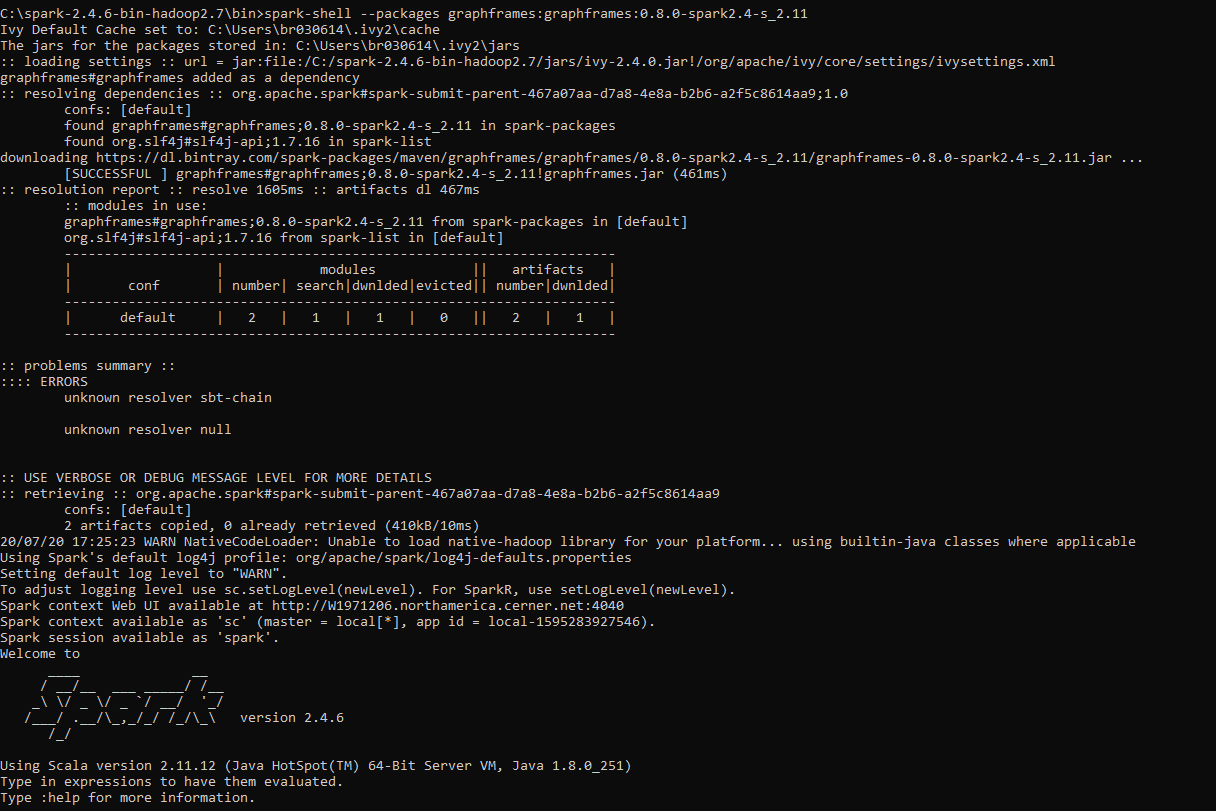 C:\spark-2.4.6-bin-hadoop2.7\bin>spark-shell --packages graphframes:graphframes:0.8.0-spark2.4-s_2.11
Ivy Default Cache set to: C:\Users\br030614\.ivy2\cache
The jars for the packages stored in: C:\Users\br030614\.ivy2\jars
:: loading settings :: url = jar:file:/C:/spark-2.4.6-bin-hadoop2.7/jars/ivy-2.4.0.jar!/org/apache/ivy/core/settings/ivysettings.xml
graphframes#graphframes added as a dependency
:: resolving dependencies :: org.apache.spark#spark-submit-parent-467a07aa-d7a8-4e8a-b2b6-a2f5c8614aa9;1.0
        confs: [default]
        found graphframes#graphframes;0.8.0-spark2.4-s_2.11 in spark-packages
        found org.slf4j#slf4j-api;1.7.16 in spark-list
downloading https://dl.bintray.com/spark-packages/maven/graphframes/graphframes/0.8.0-spark2.4-s_2.11/graphframes-0.8.0-spark2.4-s_2.11.jar ...
        [SUCCESSFUL ] graphframes#graphframes;0.8.0-spark2.4-s_2.11!graphframes.jar (461ms)
:: resolution report :: resolve 1605ms :: artifacts dl 467ms
        :: modules in use:
        graphframes#graphframes;0.8.0-spark2.4-s_2.11 from spark-packages in [default]
        org.slf4j#slf4j-api;1.7.16 from spark-list in [default]
        ---------------------------------------------------------------------
        |                  |            modules            ||   artifacts   |
        |       conf       | number| search|dwnlded|evicted|| number|dwnlded|
        ---------------------------------------------------------------------
        |      default     |   2   |   1   |   1   |   0   ||   2   |   1   |
        ---------------------------------------------------------------------

:: problems summary ::
:::: ERRORS
        unknown resolver sbt-chain

        unknown resolver null


:: USE VERBOSE OR DEBUG MESSAGE LEVEL FOR MORE DETAILS
:: retrieving :: org.apache.spark#spark-submit-parent-467a07aa-d7a8-4e8a-b2b6-a2f5c8614aa9
        confs: [default]
        2 artifacts copied, 0 already retrieved (410kB/10ms)
20/07/20 17:25:23 WARN NativeCodeLoader: Unable to load native-hadoop library for your platform... using builtin-java classes where applicable
Using Spark's default log4j profile: org/apache/spark/log4j-defaults.properties
Setting default log level to "WARN".
To adjust logging level use sc.setLogLevel(newLevel). For SparkR, use setLogLevel(newLevel).
Spark context Web UI available at http://W1971206.northamerica.cerner.net:4040
Spark context available as 'sc' (master = local[*], app id = local-1595283927546).
Spark session available as 'spark'.
Welcome to
      ____              __
     / __/__  ___ _____/ /__
    _\ \/ _ \/ _ `/ __/  '_/
   /___/ .__/\_,_/_/ /_/\_\   version 2.4.6
      /_/

Using Scala version 2.11.12 (Java HotSpot(TM) 64-Bit Server VM, Java 1.8.0_251)
Type in expressions to have them evaluated.
Type :help for more information.